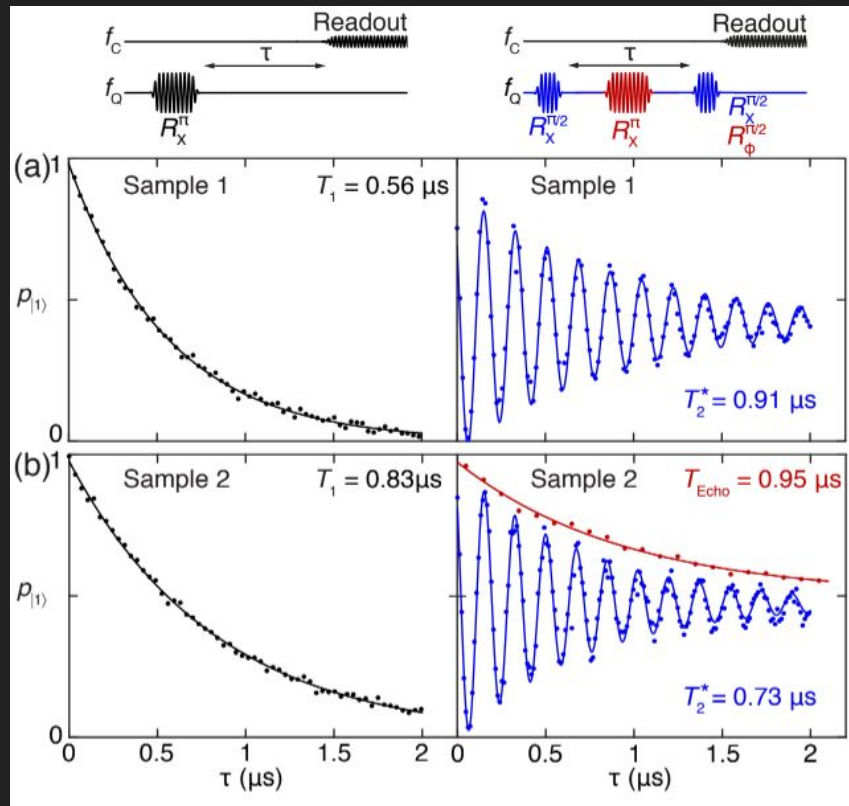 Readout
f_C
τ
f_Q
R_X^π
Readout
f_C
τ
f_Q
R_X^{π/2}
R_X^π
R_X^{π/2}
R_Φ^{π/2}
(a)
1
Sample 1
T_1 = 0.56 µs
p_{|1⟩}
0
Sample 1
T_2^* = 0.91 µs
(b)
1
Sample 2
T_1 = 0.83µs
p_{|1⟩}
0
0 0.5 1 1.5 2
τ (µs)
Sample 2
T_Echo = 0.95 µs
T_2^* = 0.73 µs
0 0.5 1 1.5 2
τ (µs)